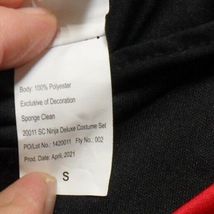 Body: 100% Polyester
Exclusive of Decoration
Sponge Clean
20011 SC Ninja Deluxe Costume Set
PO/Lot No.: 1420011 Fty No.: 002
Prod. Date: April, 2021
S